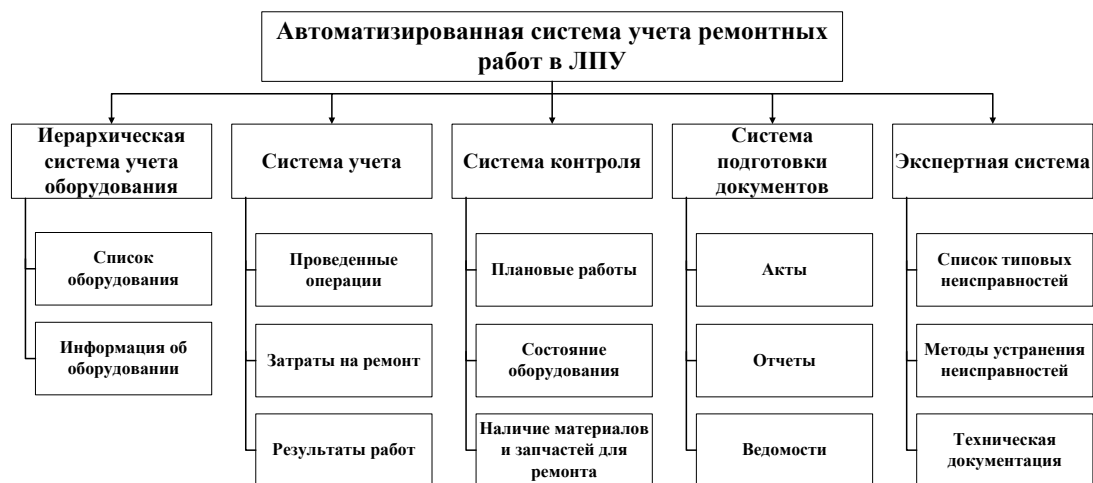 Автоматизированная система учета ремонтных
работ в ЛПУ
Иерархическая
система учета
оборудования
Список
оборудования
Информация об
оборудовании
Система учета
Проведенные
операции
Затраты на ремонт
Результаты работ
Система контроля
Плановые работы
Состояние
оборудования
Наличие материалов
и запчастей для
ремонта
Система
подготовки
документов
Акты
Отчеты
Ведомости
Экспертная система
Список типовых
неисправностей
Методы устранения
неисправностей
Техническая
документация